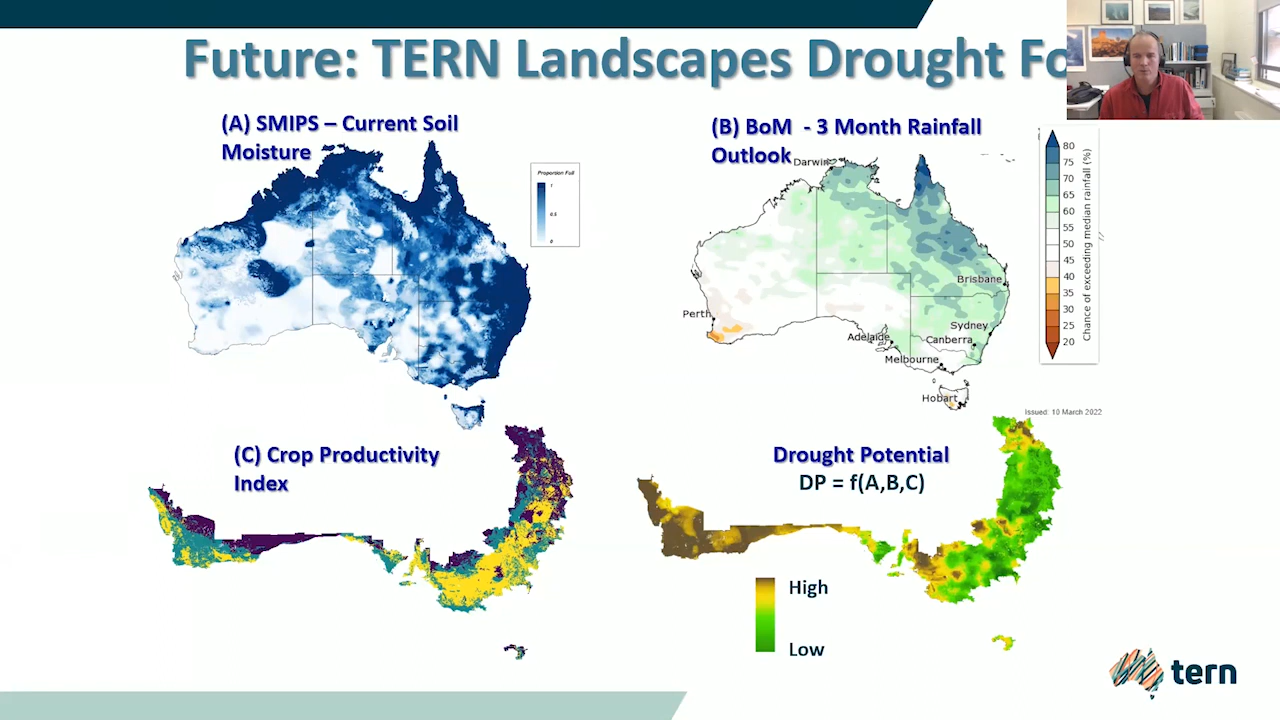 Future: TERN Landscapes Drought Fo
(A) SMIPS – Current Soil
Moisture
Proporsion Full
1
0.5
0
(B) BoM - 3 Month Rainfall
Outlook
Darwin
Brisbane
Perth
Sydney
Adelaide
Canberra
Melbourne
Hobart
80
75
70
65
60
55
50
45
40
35
30
25
20
Chance of exceeding median rainfall (%)
Issued: 10 March 2022
(C) Crop Productivity
Index
Drought Potential
DP = f(A,B,C)
High
Low
tern